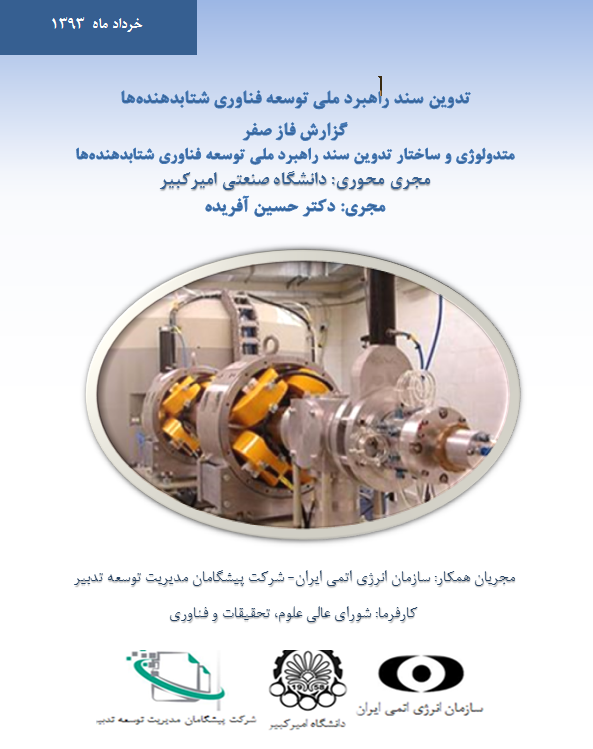 خرداد ماه ۱۳۹۳
تدوین سند راهبرد ملی توسعه فناوری شتابدهنده‌ها
گزارش فاز صفر
متدولوژی و ساختار تدوین سند راهبرد ملی توسعه فناوری شتابدهنده‌ها
مجری محوری: دانشگاه صنعتی امیرکبیر
مجری: دکتر حسین آفریده
مجریان همکار: سازمان انرژی اتمی ایران- شرکت پیشگامان مدیریت توسعه تدبیر
کارفرما: شورای عالی علوم، تحقیقات و فناوری
سازمان انرژی اتمی ایران
1958
دانشگاه امیرکبیر
شرکت پیشگامان مدیریت توسعه تدبیر